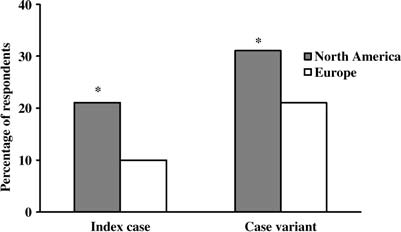 Percentage of respondents
40
30
20
10
0
*
*
North America
Europe
Index case
Case variant